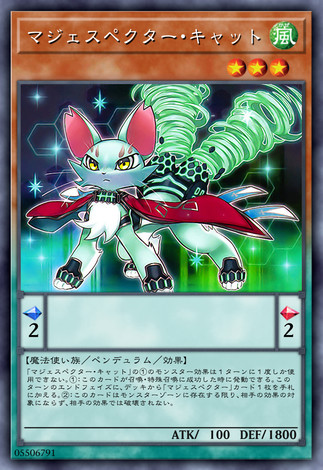 マジェスペクター・キャット
風
2
2
【魔法使い族／ペンデュラム／効果】
「マジェスペクター・キャット」の①のモンスター効果は1ターンに1度しか使
用できない。①:このカードが召喚・特殊召喚に成功した時に発動できる。この
ターンのエンドフェイズに、デッキから「マジェスペクター」カード1枚を手札
に加える。②:このカードはモンスターゾーンに存在する限り、相手の効果の対
象にならず、相手の効果では破壊されない。
ATK/ 100 DEF/1800
05506791